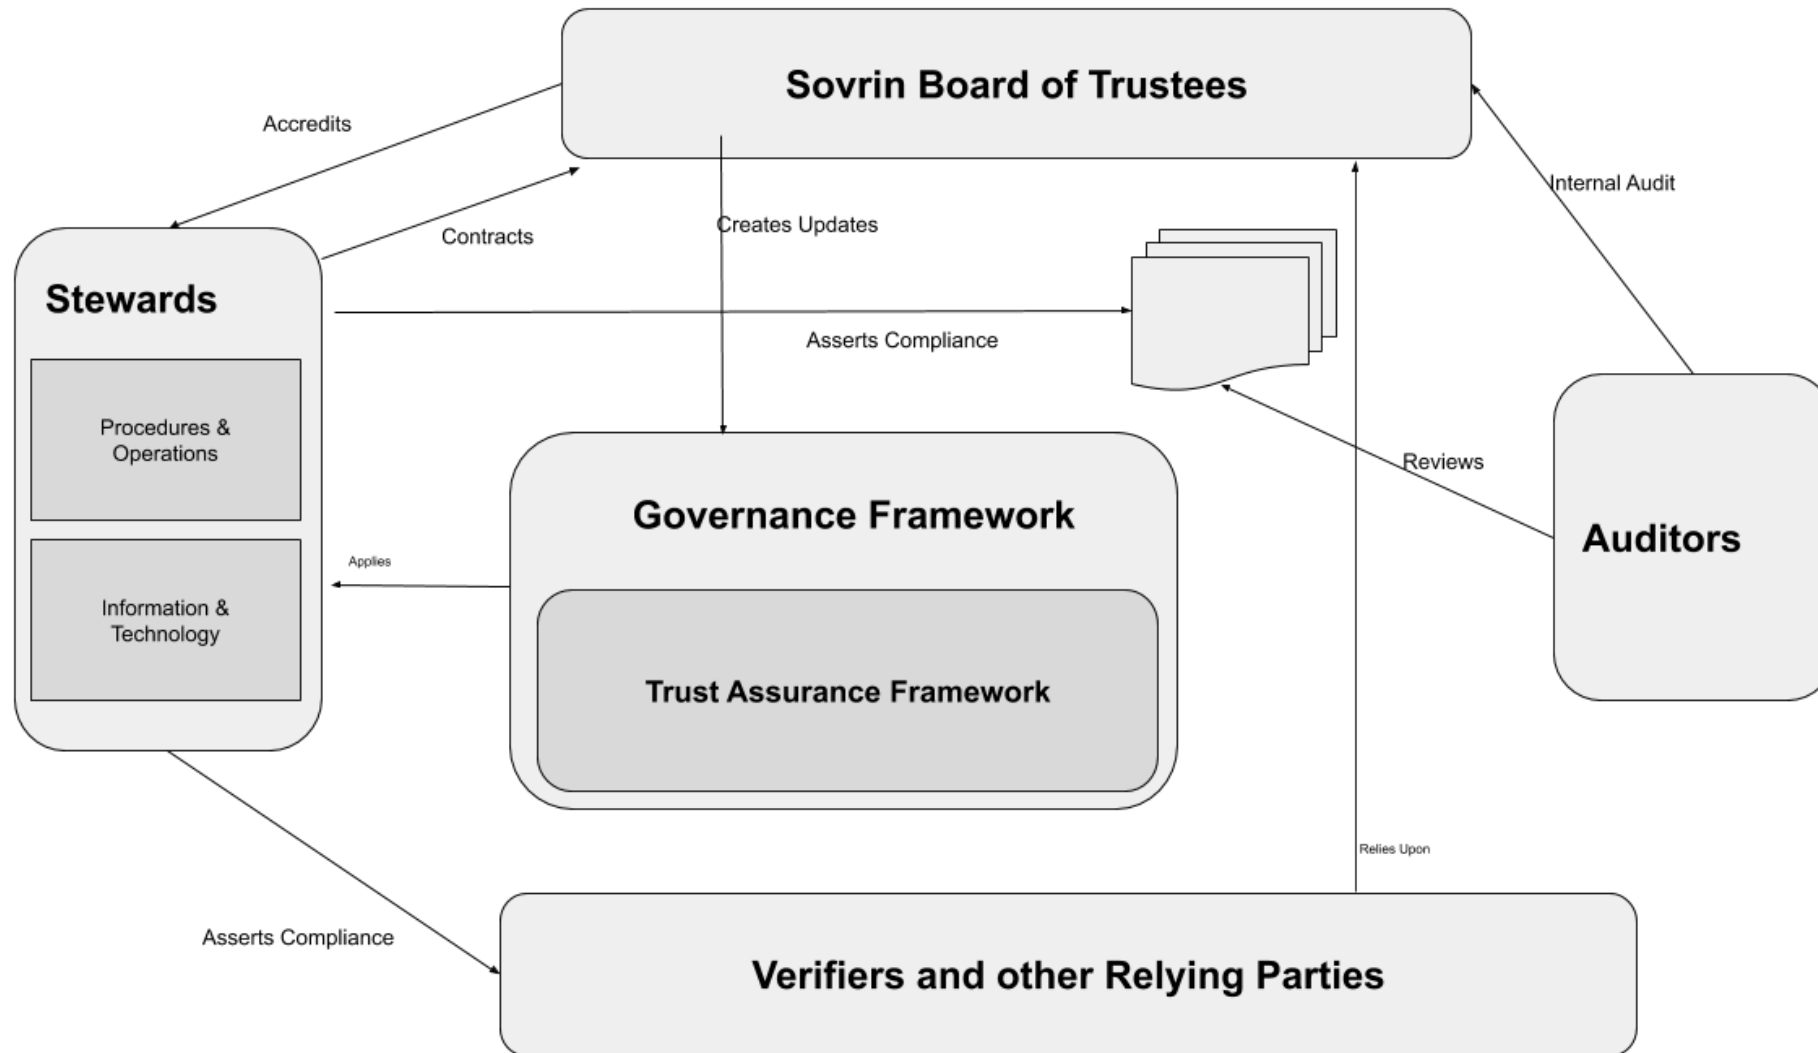 Sovrin Board of Trustees
Accredits
Internal Audit
Contracts
Creates Updates
Stewards
Asserts Compliance
Procedures &
Operations
Reviews
Governance Framework
Auditors
Applies
Information &
Technology
Trust Assurance Framework
Relies Upon
Asserts Compliance
Verifiers and other Relying Parties